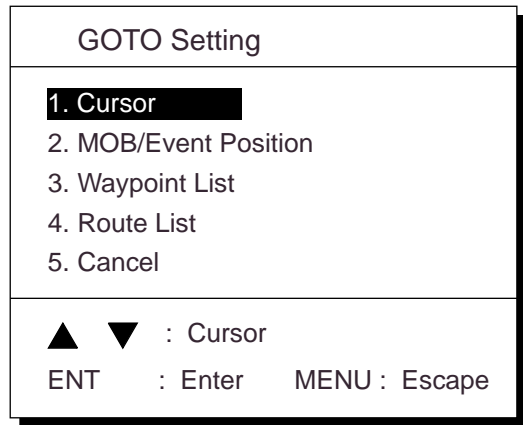 GOTO Setting
1. Cursor
2. MOB/Event Position
3. Waypoint List
4. Route List
5. Cancel
▲ ▼ : Cursor
ENT : Enter MENU : Escape